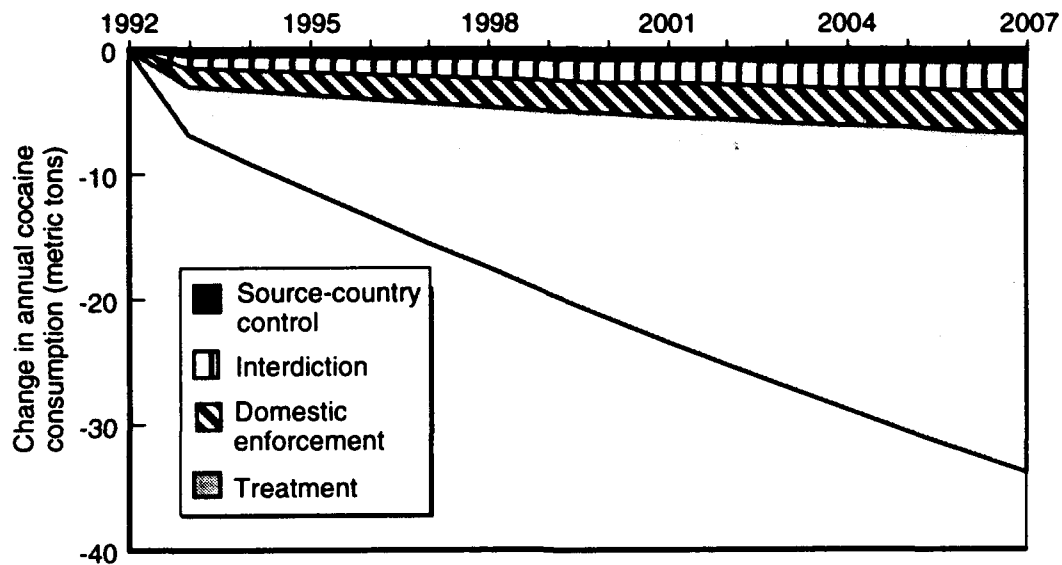 1992 1995 1998 2001 2004 2007
0
-10
-20
-30
-40
Change in annual cocaine
consumption (metric tons)
Source-country
control
Interdiction
Domestic
enforcement
Treatment